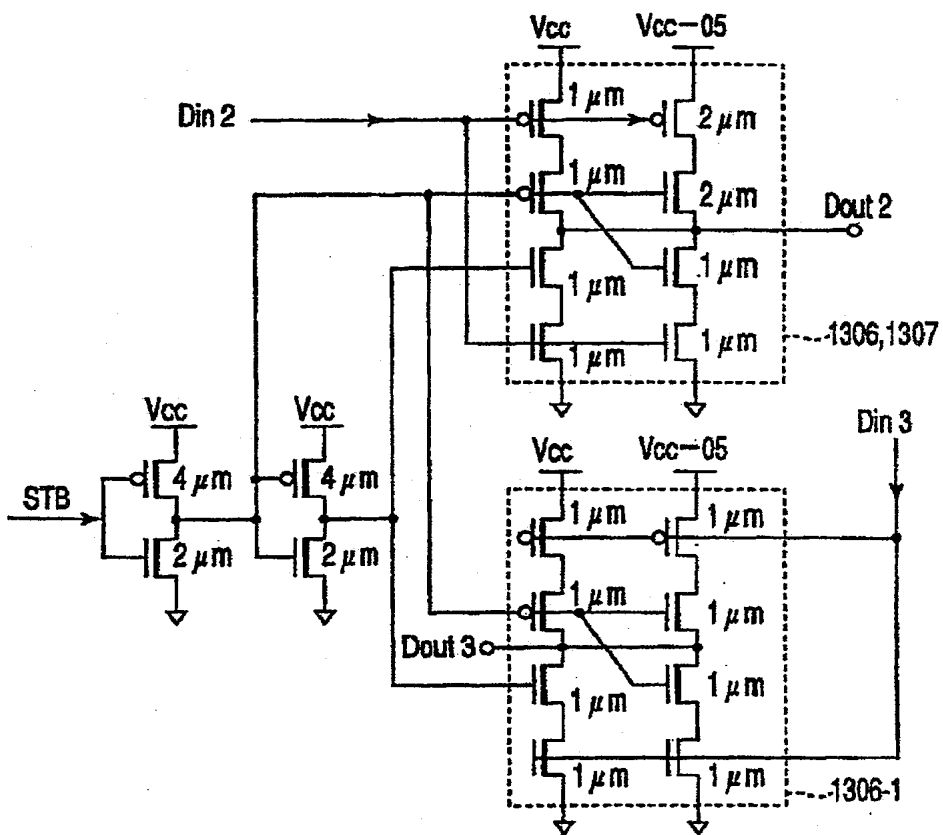 Vcc Vcc-05
Din 2
1 μm 2 μm
1 μm 2 μm
Dout 2
1 μm 1 μm
1 μm 1 μm
1306,1307
Vcc Vcc
STB
4 μm 4 μm
2 μm 2 μm
Vcc Vcc-05
Din 3
1 μm
1 μm 1 μm
Dout 3
1 μm 1 μm
1 μm 1 μm
1306-1